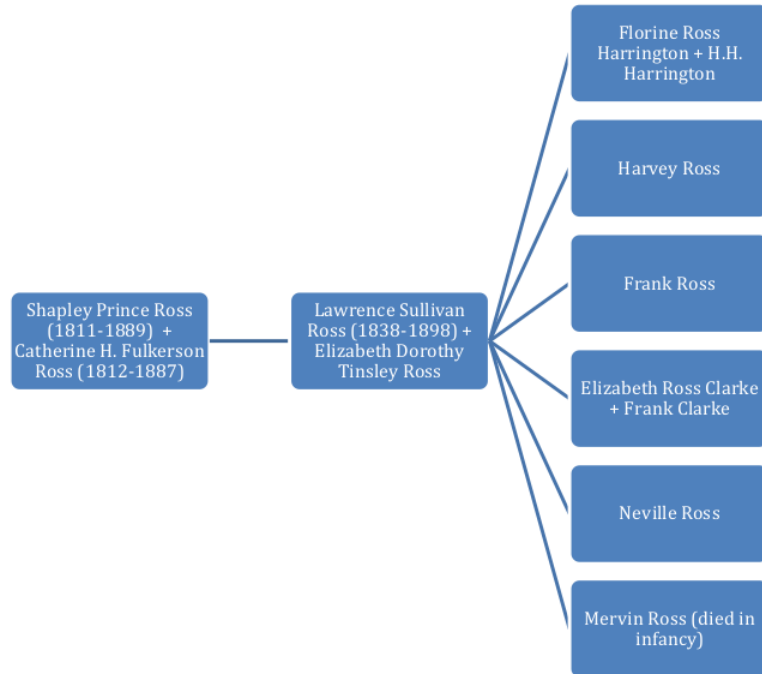 Shapley Prince Ross
(1811-1889) +
Catherine H. Fulkerson
Ross (1812-1887)
Lawrence Sullivan
Ross (1838-1898) +
Elizabeth Dorothy
Tinsley Ross
Florine Ross
Harrington + H.H.
Harrington
Harvey Ross
Frank Ross
Elizabeth Ross Clarke
+ Frank Clarke
Neville Ross
Mervin Ross (died in
infancy)